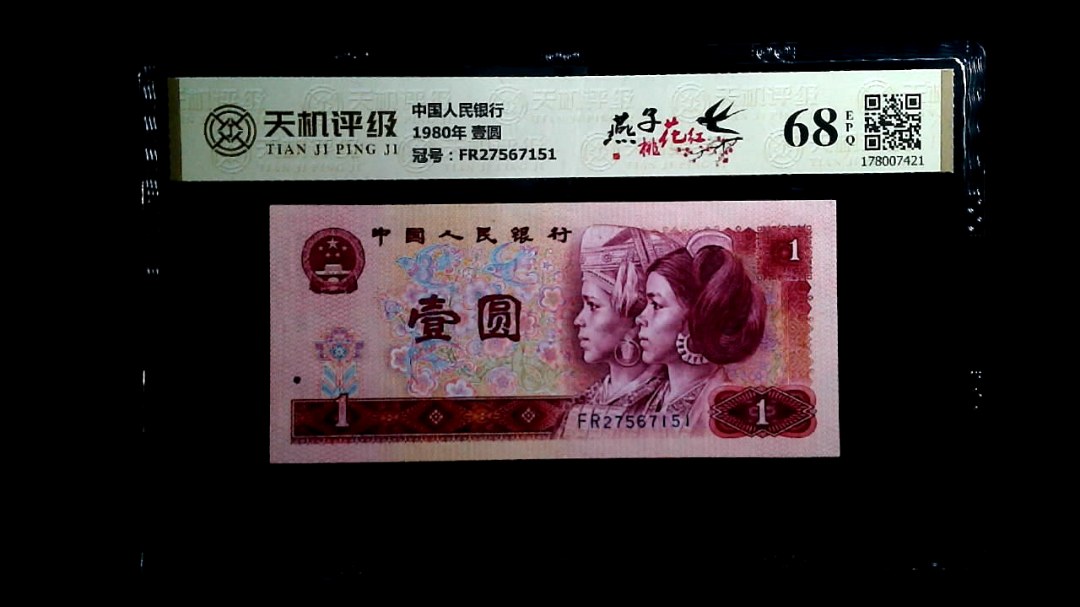 天机评级
TIAN JI PING JI
中国人民银行
1980年 壹圆
冠号：FR27567151
燕子
桃花红
68
EPQ
178007421
中国人民银行
1
壹圆
1
FR27567151
1